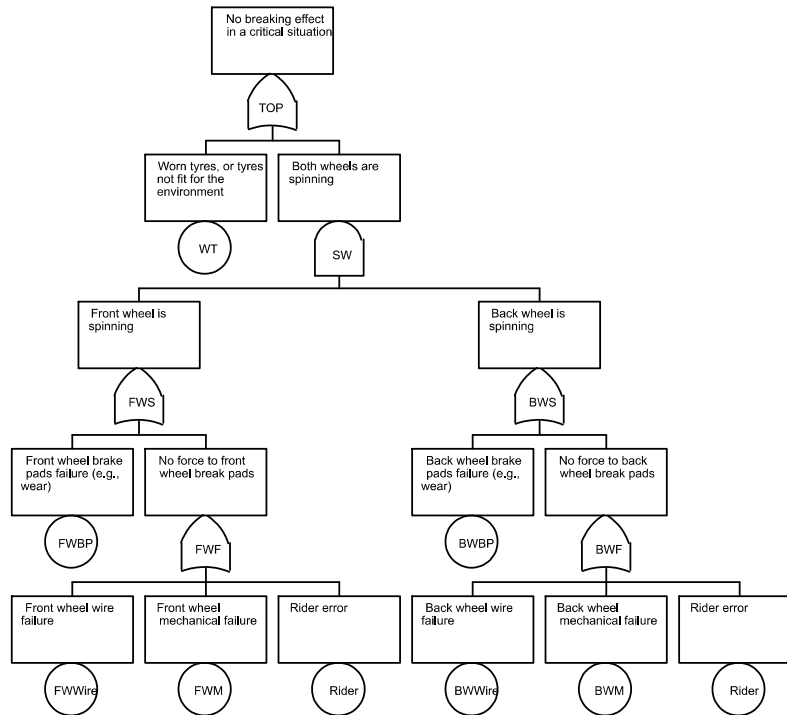 No breaking effect
in a critical situation
TOP
Worn tyres, or tyres
not fit for the
environment
Both wheels are
spinning
WT
SW
Front wheel is
spinning
Back wheel is
spinning
FWS
BWS
Front wheel brake
pads failure (e.g.,
wear)
No force to front
wheel break pads
Back wheel brake
pads failure (e.g.,
wear)
No force to back
wheel break pads
FWBP
FWF
BWBP
BWF
Front wheel wire
failure
Front wheel
mechanical failure
Rider error
Back wheel wire
failure
Back wheel
mechanical failure
Rider error
FWWire
FWM
Rider
BWWire
BWM
Rider